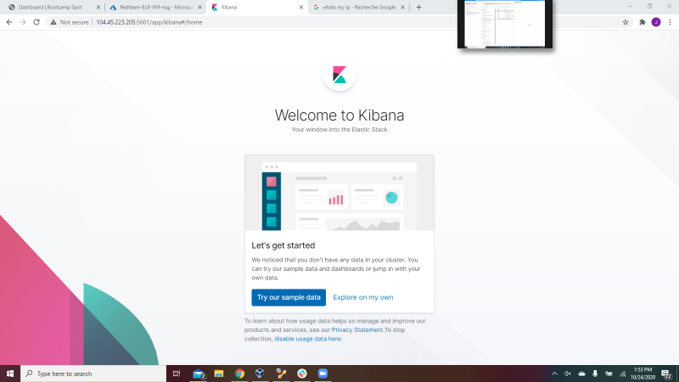 Dashboard | Bootcamp Spot
Redteam-ELK-VM-nsg - Microso
Kibana
whats my ip - Recherche Google
Not secure
104.45.223.205:5601/app/kibana#/home
Welcome to Kibana
Your window into the Elastic Stack
Let's get started
We noticed that you don't have any data in your cluster. You
can try our sample data and dashboards or jump in with your
own data.
Try our sample data
Explore on my own
To learn about how usage data helps us manage and improve our
products and services, see our Privacy Statement.To stop
collection, disable usage data here.
Type here to search
1:53 PM
10/24/2020